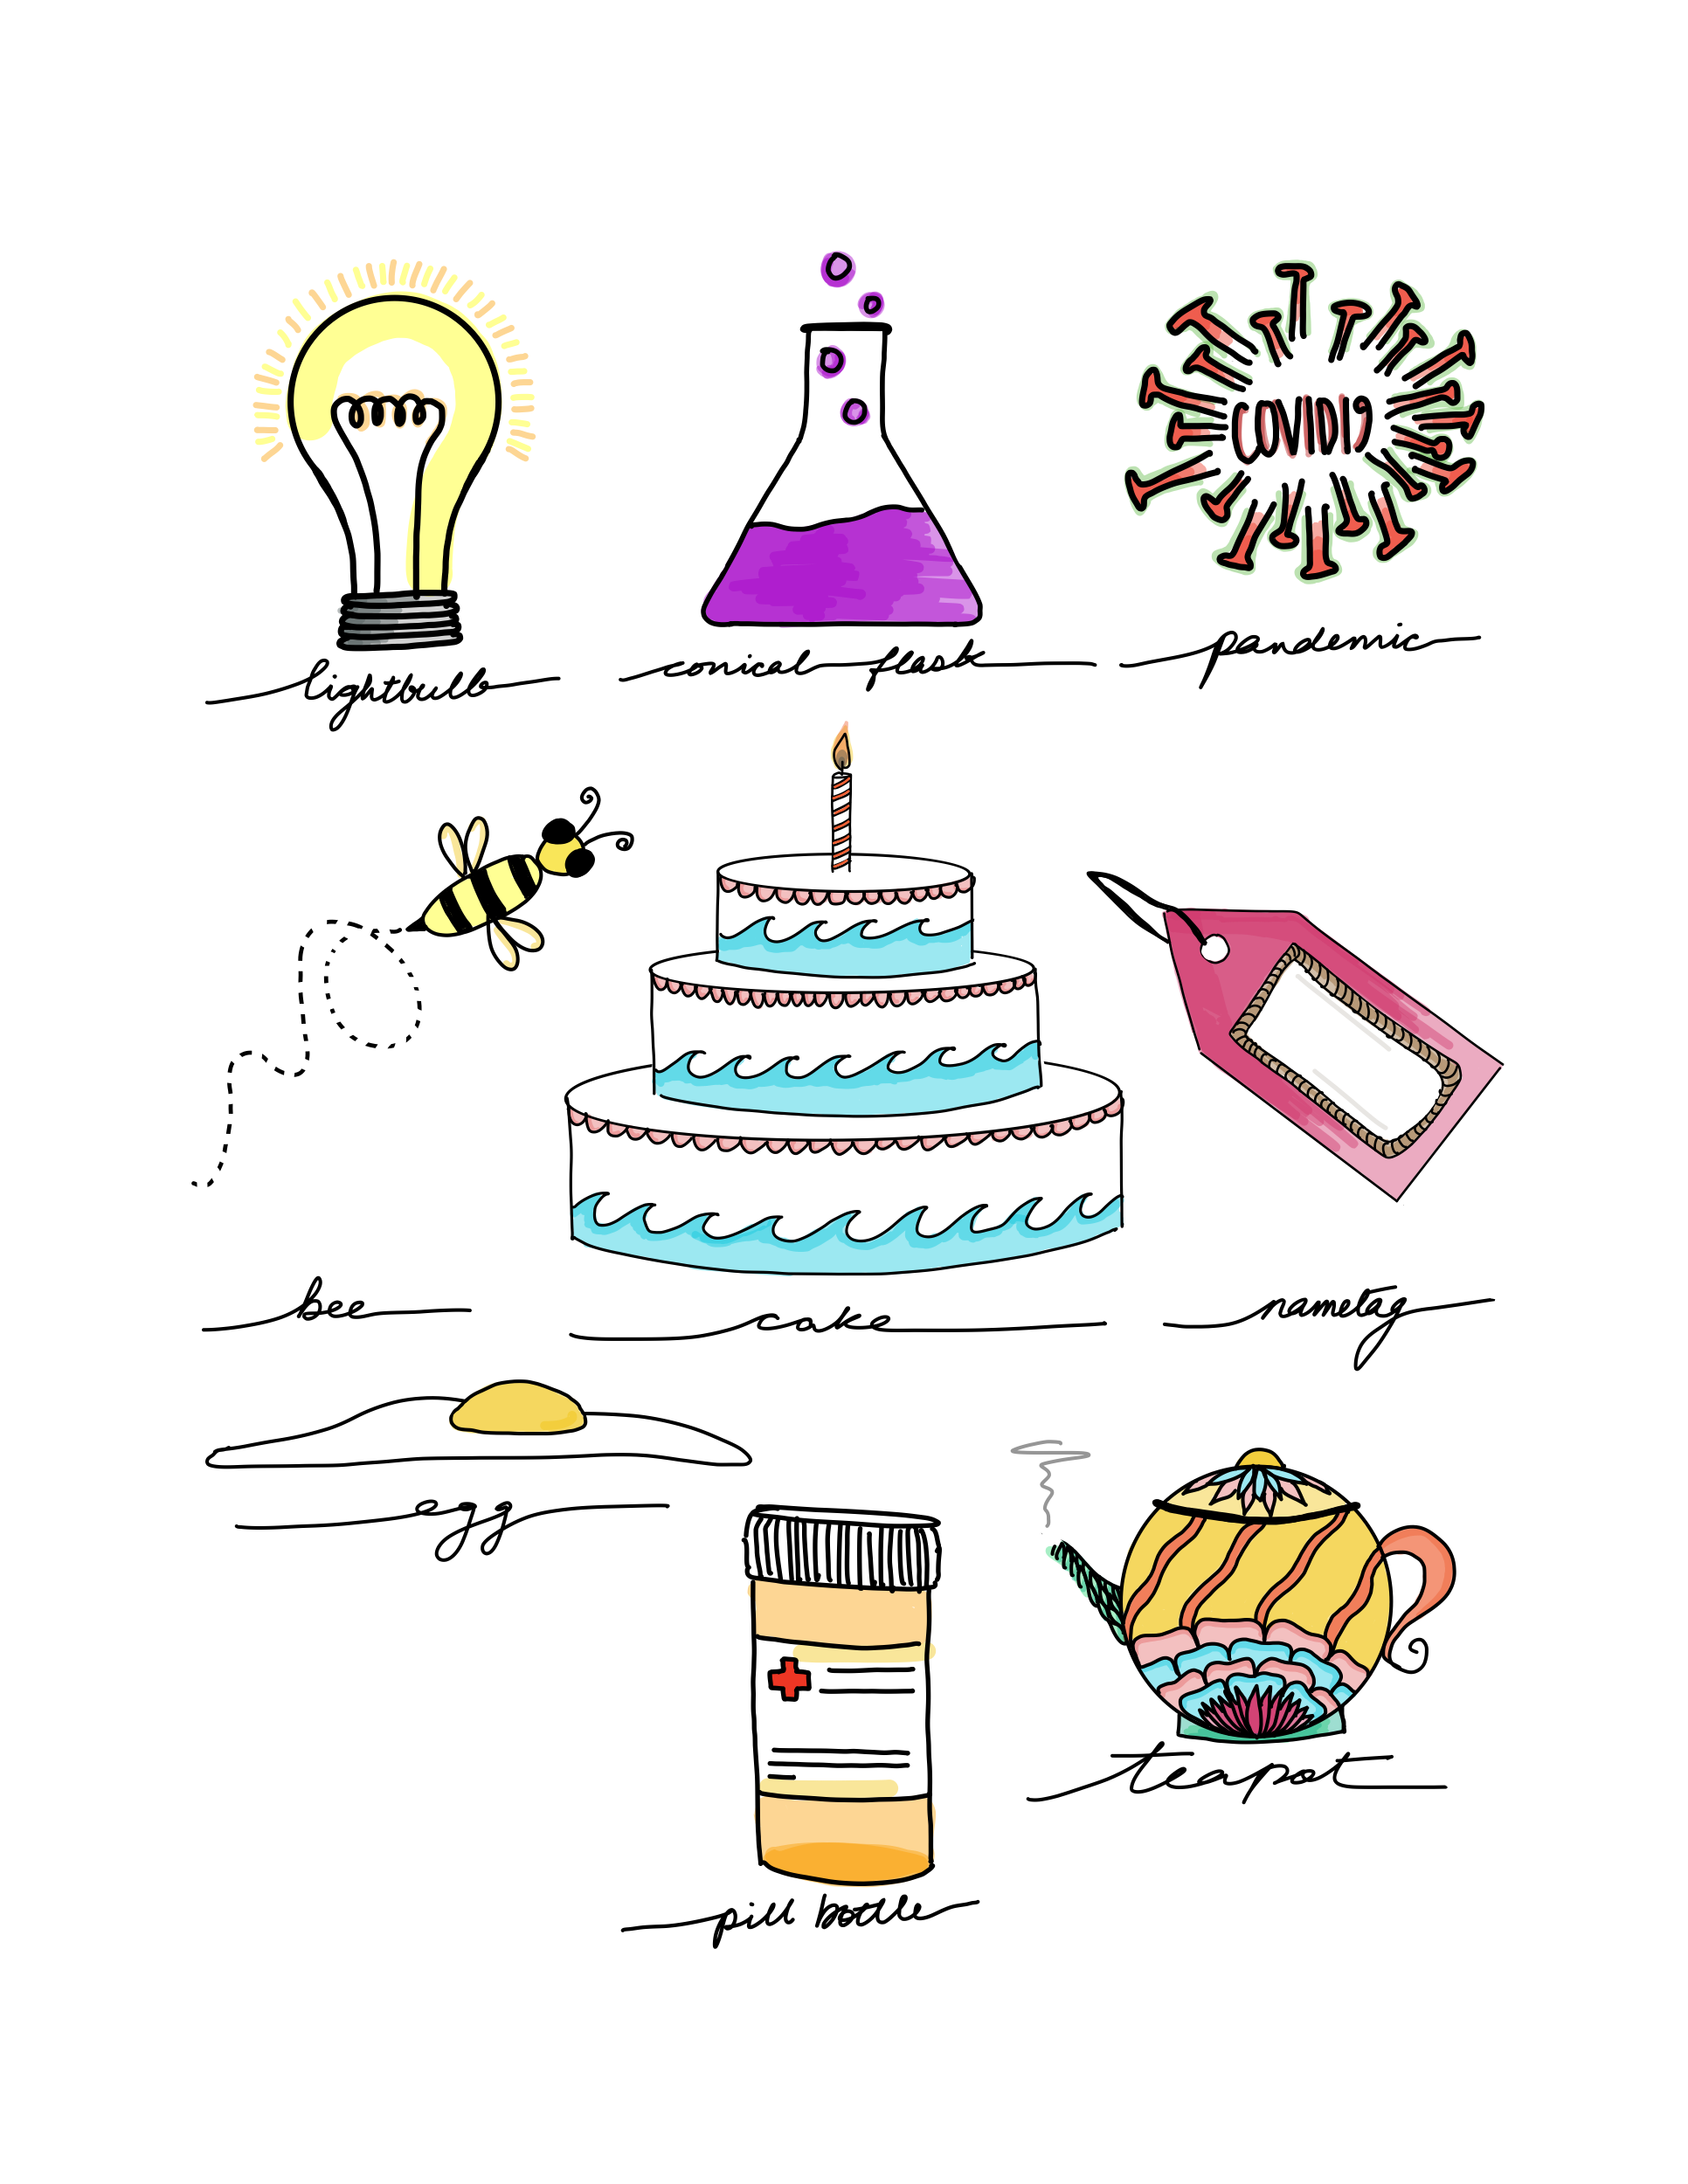 COVID19
lightbulb
conical flask
pandemic
bee
cake
nametag
egg
teapot
pill bottle